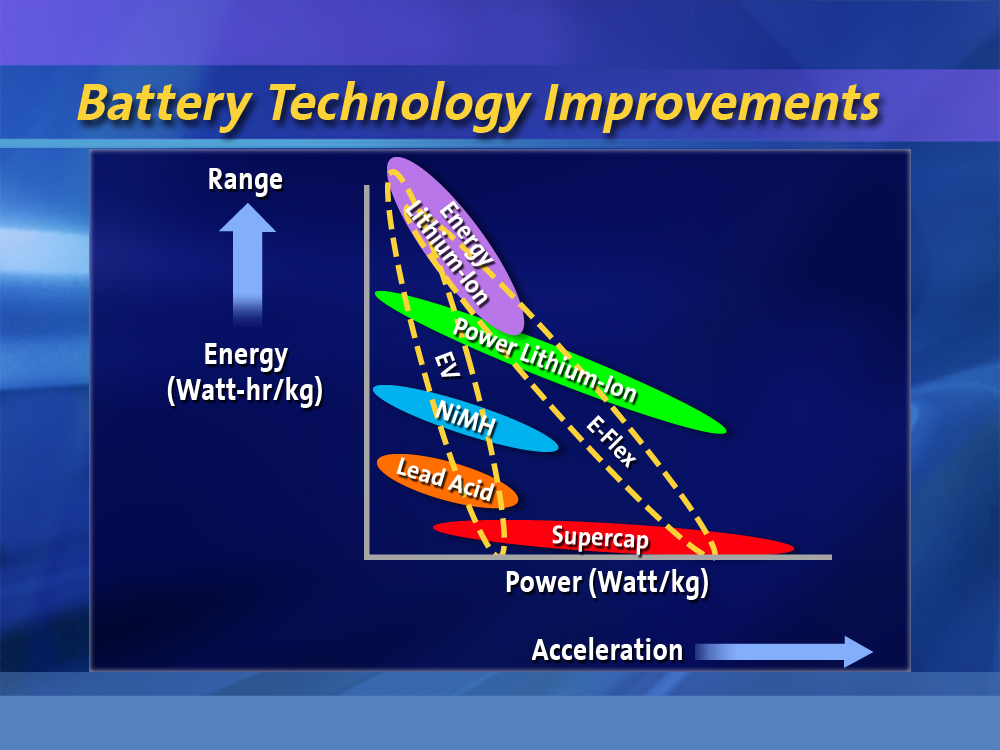 Battery Technology Improvements
Range
Energy
(Watt-hr/kg)
Energy
Lithium-Ion
Power Lithium-Ion
EV
NiMH
E-Flex
Lead Acid
Supercap
Power (Watt/kg)
Acceleration